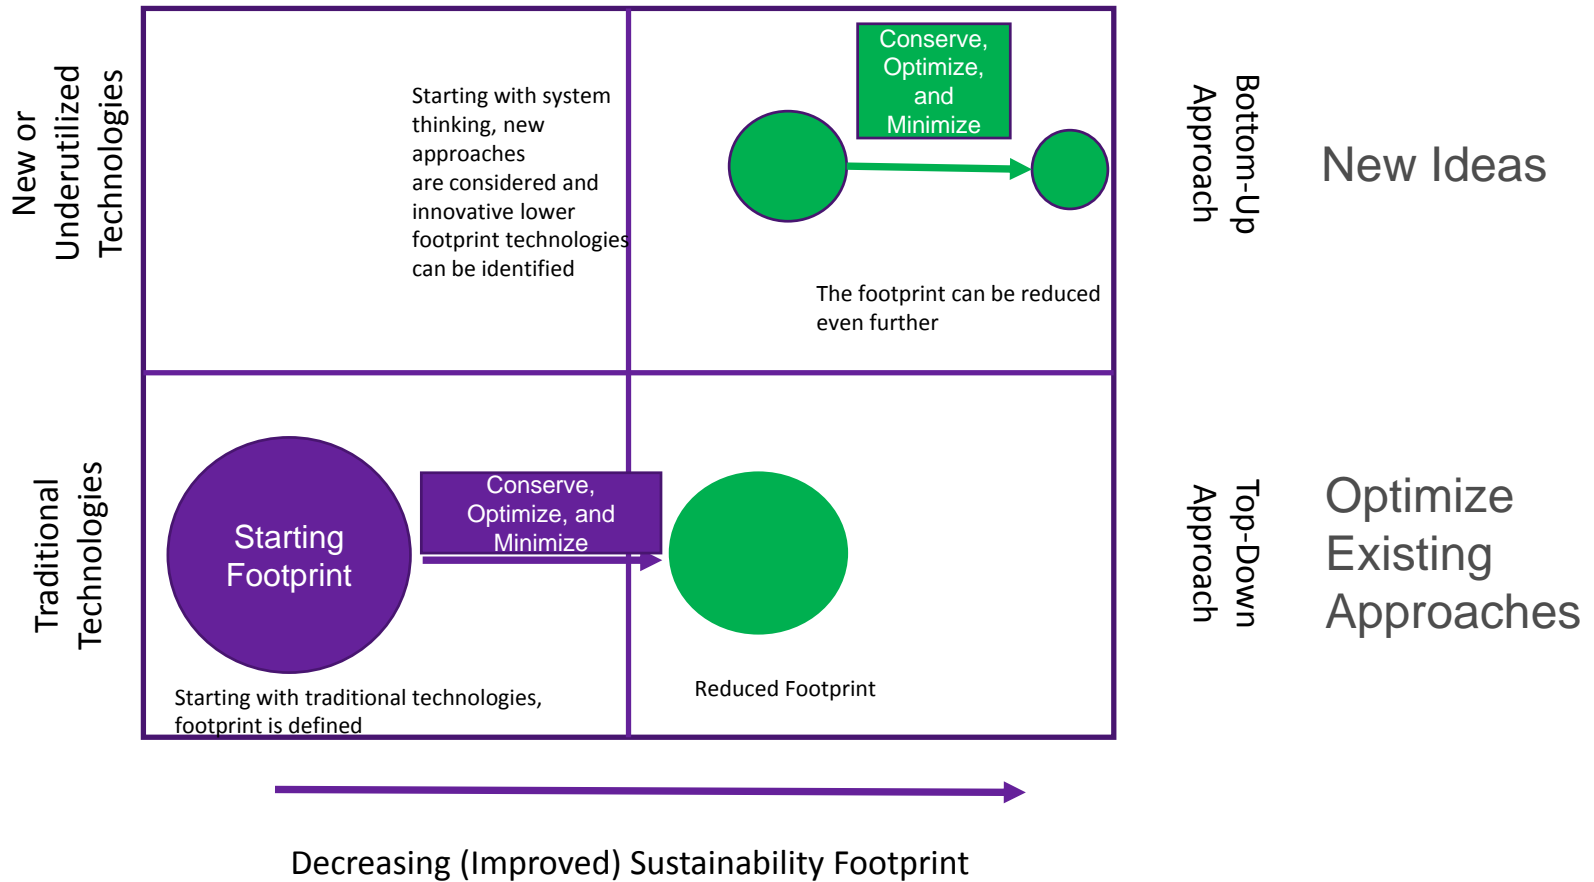 New or
Underutilized
Technologies
Starting with system
thinking, new
approaches
are considered and
innovative lower
footprint technologies
can be identified
Conserve,
Optimize,
and
Minimize
The footprint can be reduced
even further
Bottom-Up
Approach
New Ideas
Traditional
Technologies
Starting
Footprint
Conserve,
Optimize, and
Minimize
Starting with traditional technologies,
footprint is defined
Reduced Footprint
Top-Down
Approach
Optimize
Existing
Approaches
Decreasing (Improved) Sustainability Footprint